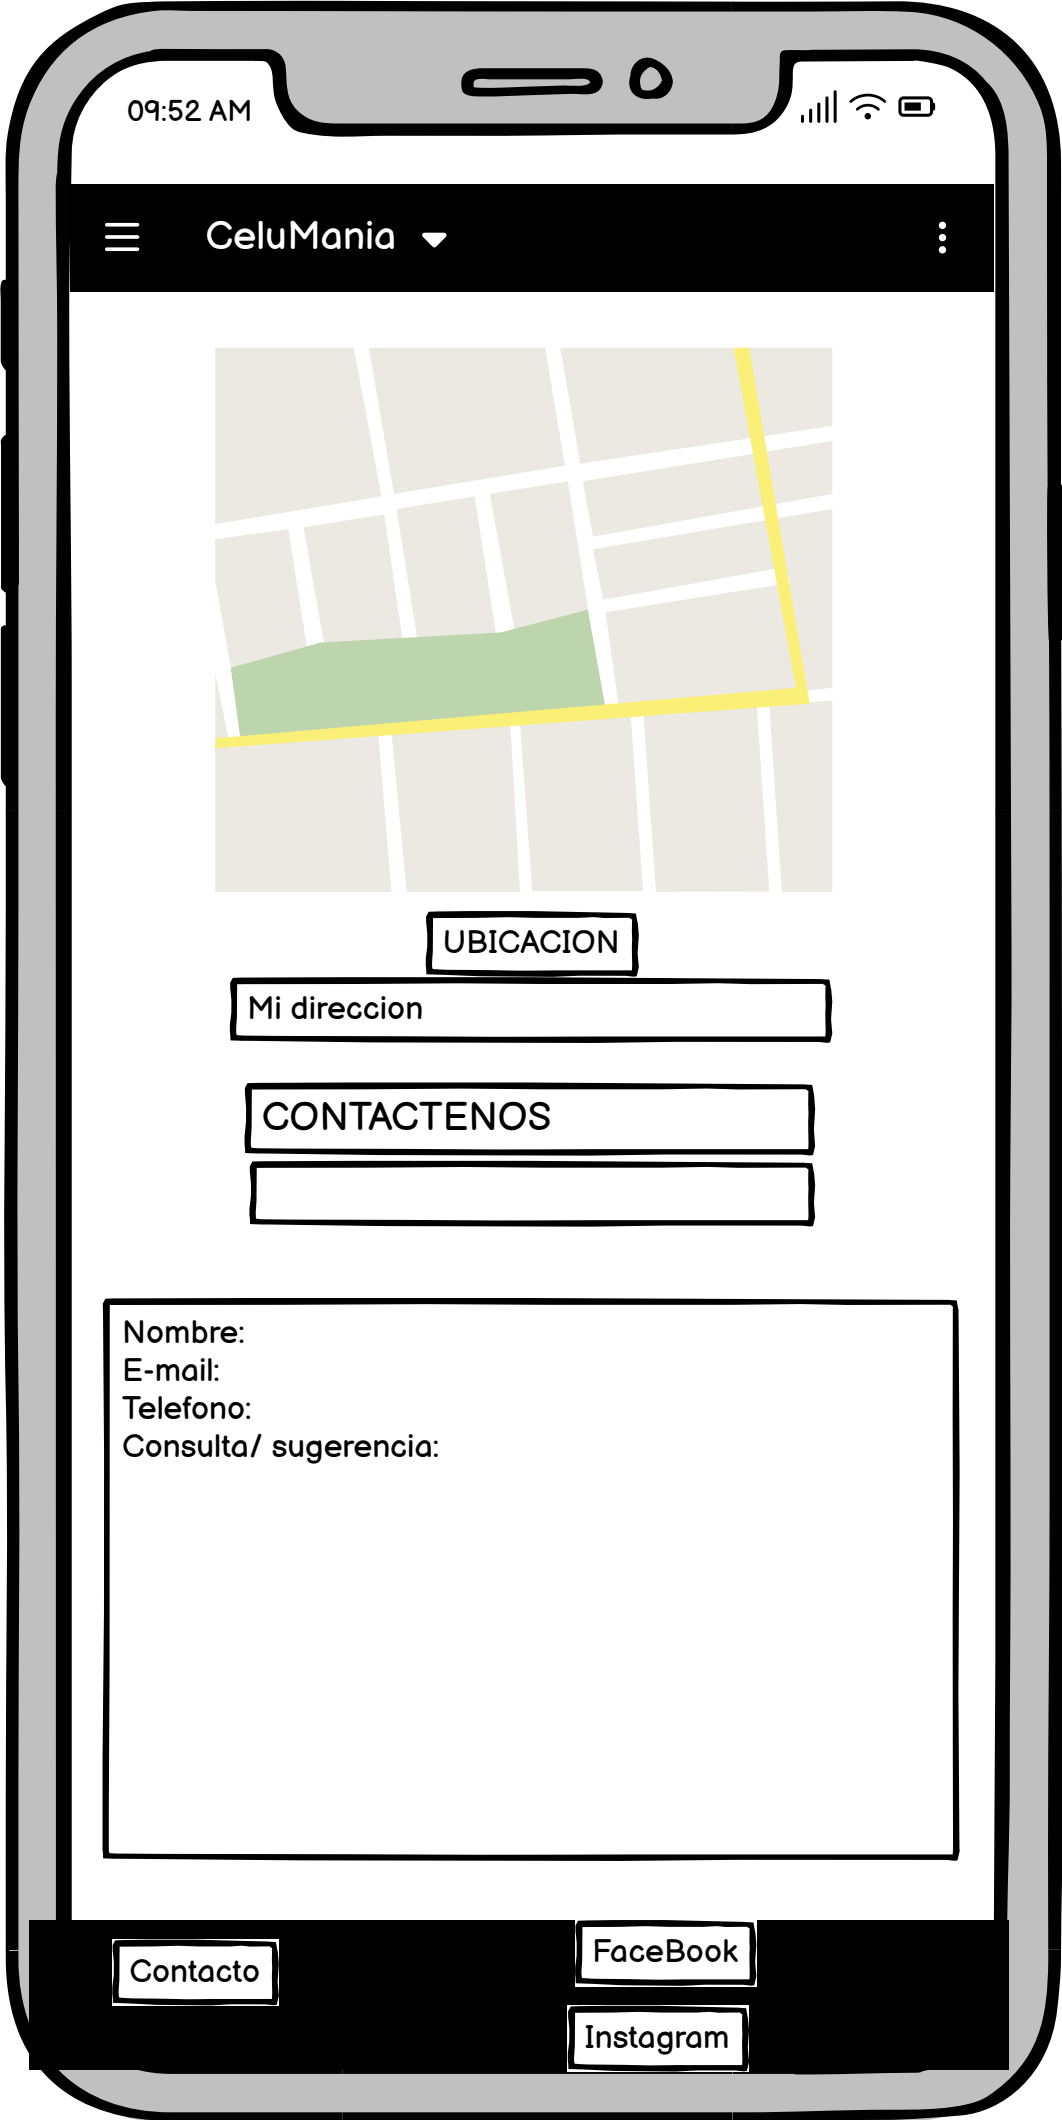 09:52 AM
CeluMania
UBICACION
Mi direccion
CONTACTENOS
Nombre:
E-mail:
Telefono:
Consulta/ sugerencia:
Contacto
FaceBook
Instagram